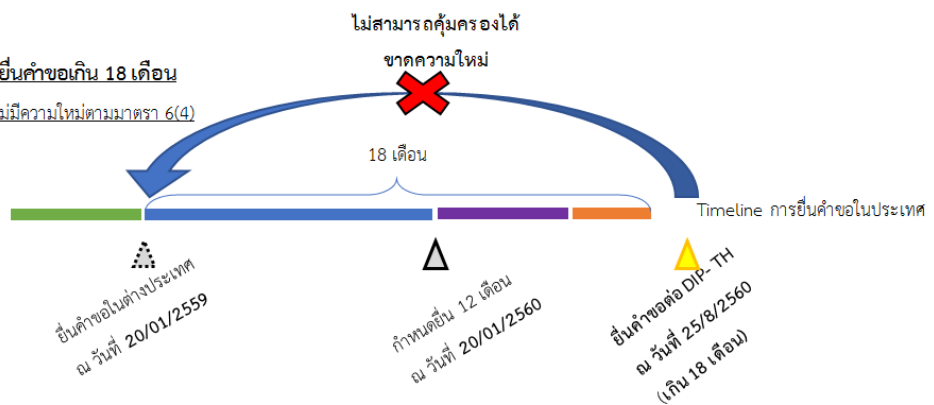 ไม่สามารถคุ้มครองได้
ขาดความใหม่
ยื่นคำขอเกิน 18 เดือน
ไม่มีความใหม่ตามมาตรา 6(4)
18 เดือน
Timeline การยื่นคำขอในประเทศ
ยื่นคำขอในต่างประเทศ
ณ วันที่ 20/01/2559
กำหนดยื่น 12 เดือน
ณ วันที่ 20/01/2560
ยื่นคำขอต่อ DIP- TH
ณ วันที่ 25/8/2560
(เกิน 18 เดือน)